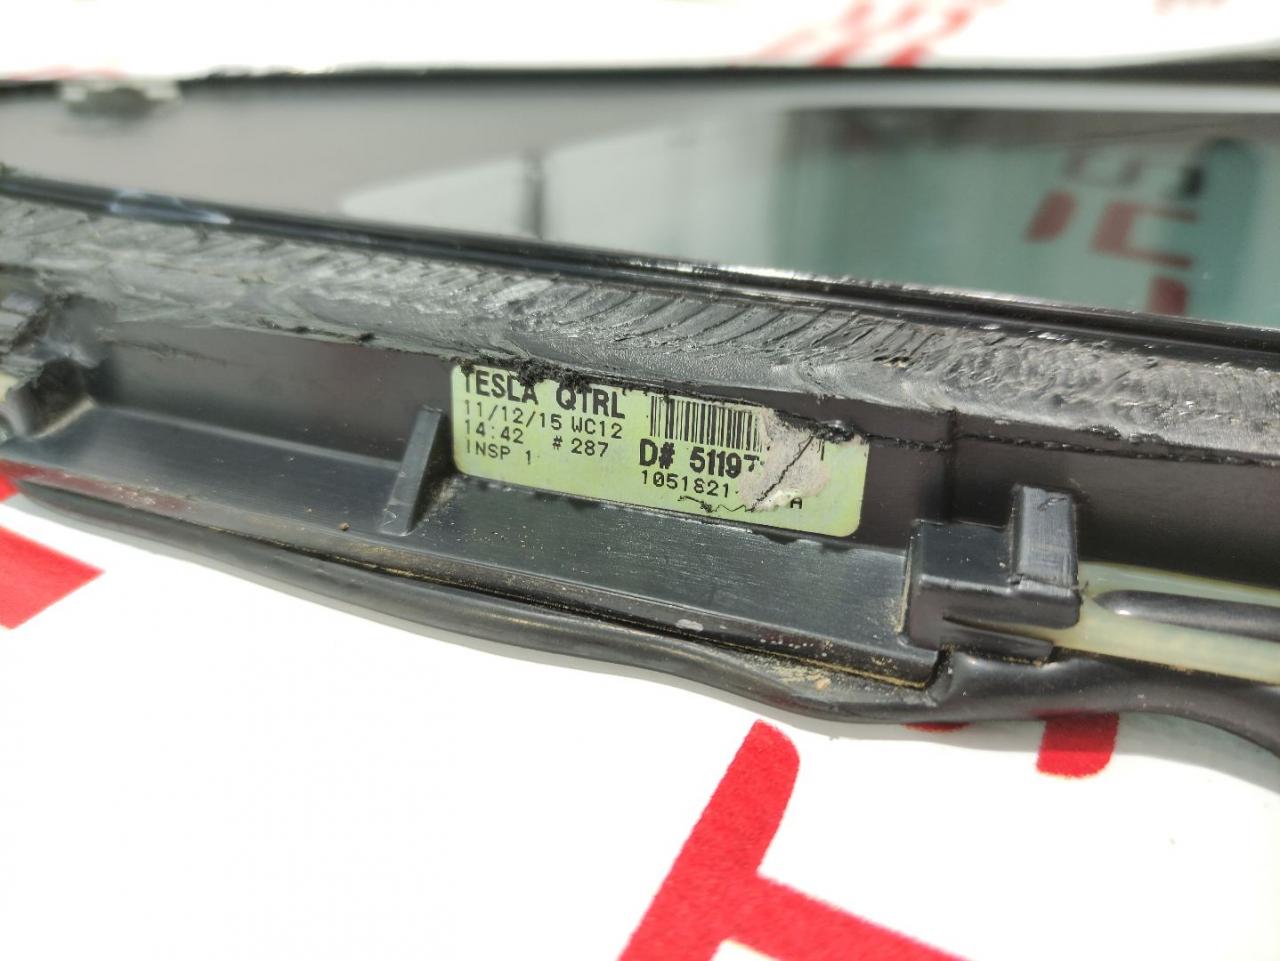 TESLA QTRL
11/12/15 WC12
14:42 # 287
INSP 1
D# 51197
1051821
A